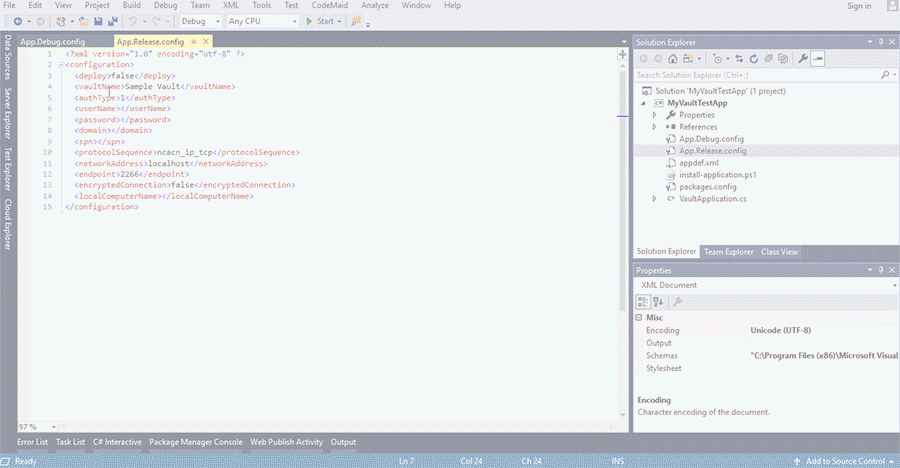 File Edit View Project Build Debug Team XML Tools Test CodeMaid Analyze Window Help Sign in
Debug Any CPU Start
Data Sources
Server Explorer
Test Explorer
Cloud Explorer
App.Debug.config App.Release.config
1 <?xml version="1.0" encoding="utf-8" ?>
2 <configuration>
3 <deploy>false</deploy>
4 <vaultName>Sample Vault</vaultName>
5 <authType>1</authType>
6 <userName></userName>
7 <password></password>
8 <domain></domain>
9 <spn></spn>
10 <protocolSequence>ncacn_ip_tcp</protocolSequence>
11 <networkAddress>localhost</networkAddress>
12 <endpoint>2266</endpoint>
13 <encryptedConnection>false</encryptedConnection>
14 <localComputerName></localComputerName>
15 </configuration>
97 %
Solution Explorer
Search Solution Explorer (Ctrl+;)
Solution 'MyVaultTestApp' (1 project)
MyVaultTestApp
Properties
References
App.Debug.config
App.Release.config
appdef.xml
install-application.ps1
packages.config
C# VaultApplication.cs
Solution Explorer Team Explorer Class View
Properties
XML Document
Misc
Encoding Unicode (UTF-8)
Output
Schemas "C:\Program Files (x86)\Microsoft Visual
Stylesheet
Encoding
Character encoding of the document.
Error List Task List C# Interactive Package Manager Console Web Publish Activity Output
Ready Ln 7 Col 24 Ch 24 INS Add to Source Control